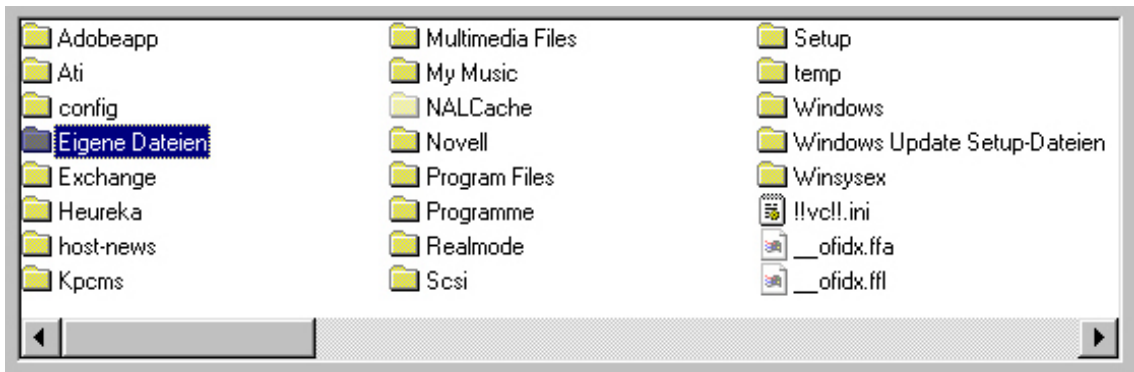 Adobeapp
Ati
config
Eigene Dateien
Exchange
Heureka
host-news
Kpcms
Multimedia Files
My Music
NALCache
Novell
Program Files
Programme
Realmode
Scsi
Setup
temp
Windows
Windows Update Setup-Dateien
Winsysex
!!vc!!.ini
__ofidx.ffa
__ofidx.ffl